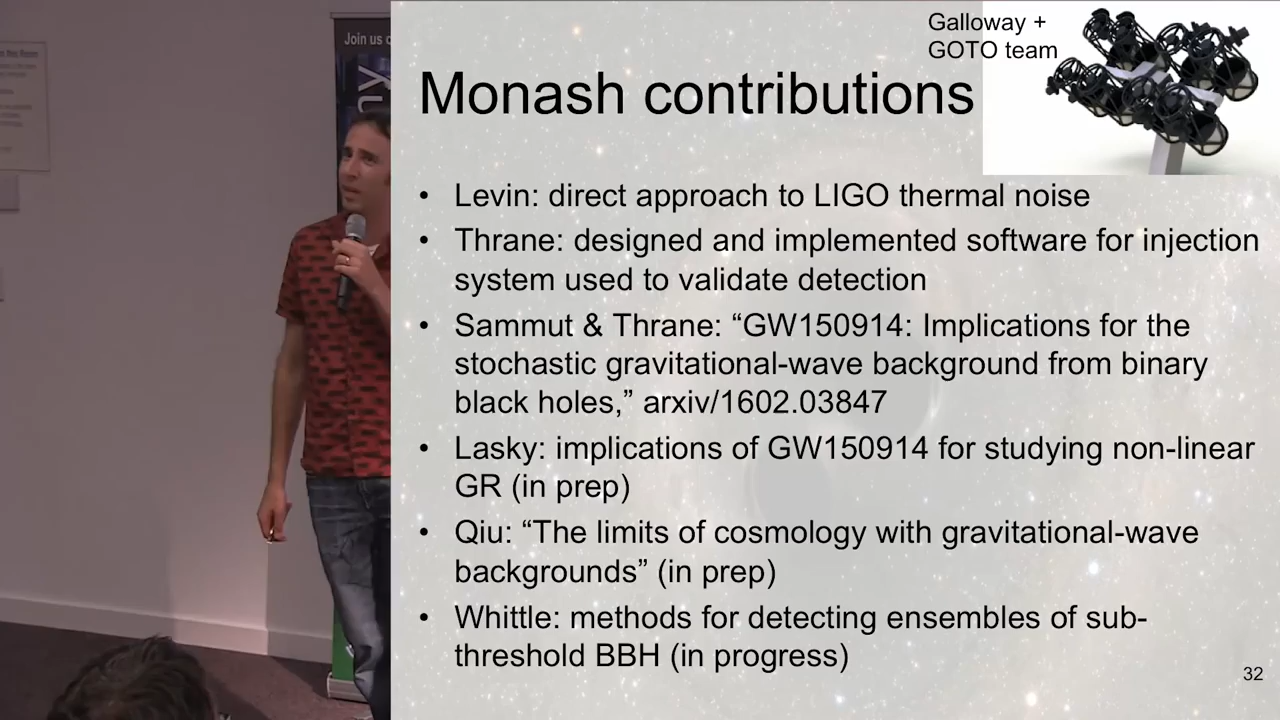 Join us o
Galloway +
GOTO team
Monash contributions
• Levin: direct approach to LIGO thermal noise
• Thrane: designed and implemented software for injection
system used to validate detection
• Sammut & Thrane: “GW150914: Implications for the
stochastic gravitational-wave background from binary
black holes,” arxiv/1602.03847
• Lasky: implications of GW150914 for studying non-linear
GR (in prep)
• Qiu: “The limits of cosmology with gravitational-wave
backgrounds” (in prep)
• Whittle: methods for detecting ensembles of sub-
threshold BBH (in progress)
32